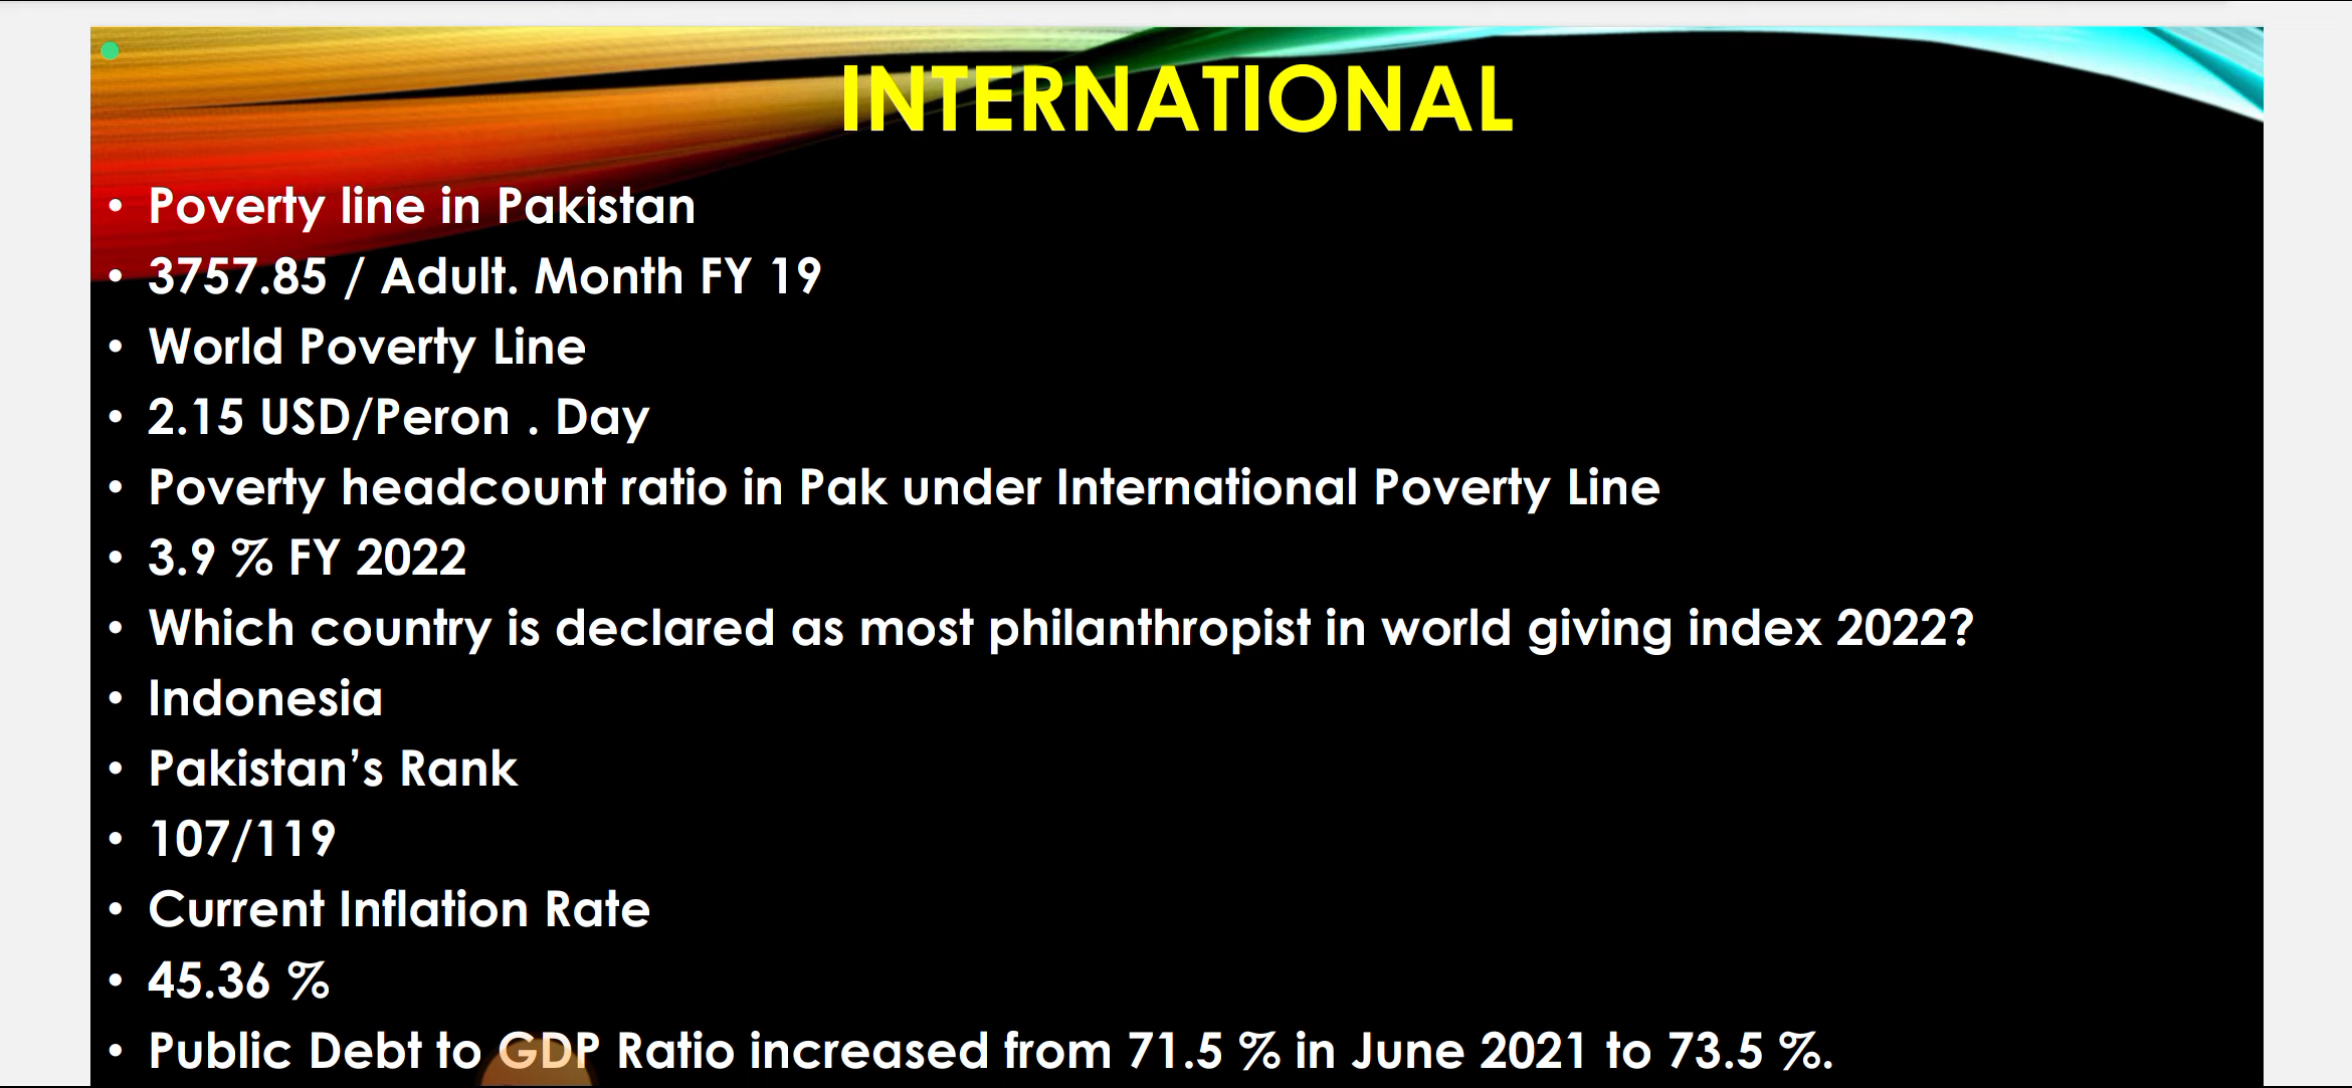 INTERNATIONAL
• Poverty line in Pakistan
• 3757.85 / Adult. Month FY 19
• World Poverty Line
• 2.15 USD/Peron . Day
• Poverty headcount ratio in Pak under International Poverty Line
• 3.9 % FY 2022
• Which country is declared as most philanthropist in world giving index 2022?
• Indonesia
• Pakistan’s Rank
• 107/119
• Current Inflation Rate
• 45.36 %
• Public Debt to GDP Ratio increased from 71.5 % in June 2021 to 73.5 %.